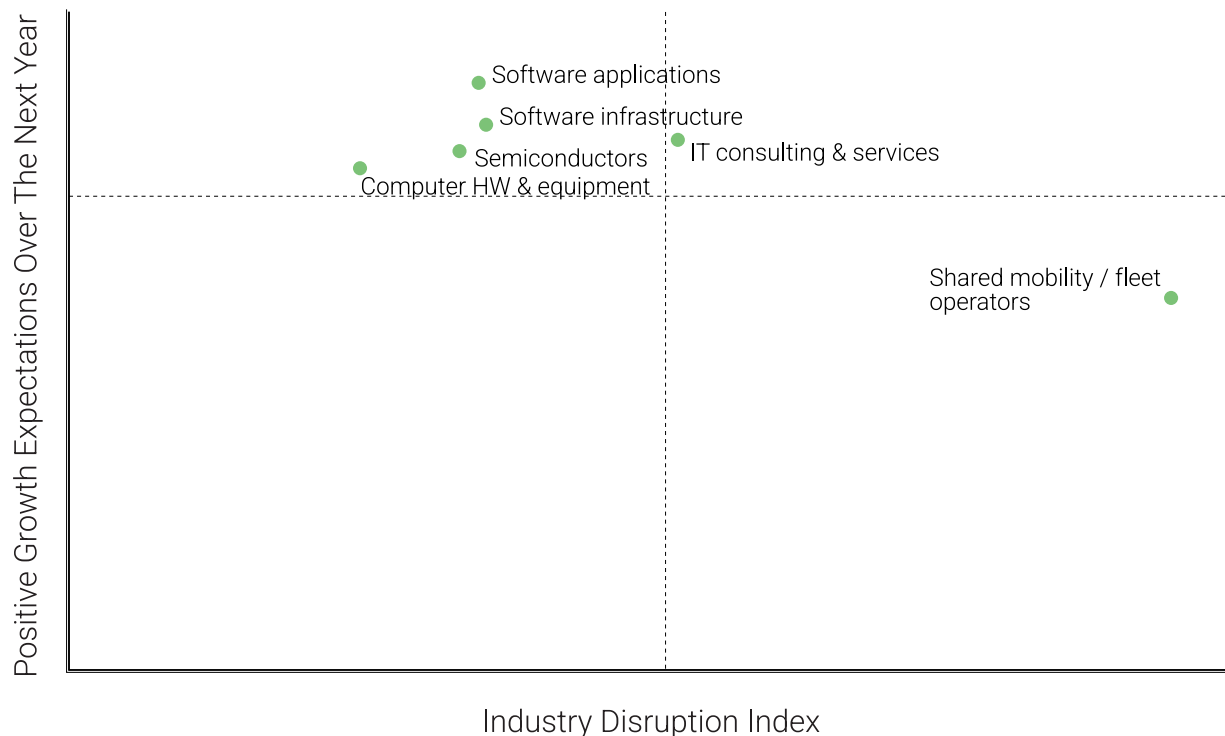 Positive Growth Expectations Over The Next Year
Software applications
Software infrastructure
IT consulting & services
Semiconductors
Computer HW & equipment
Shared mobility / fleet
operators
Industry Disruption Index